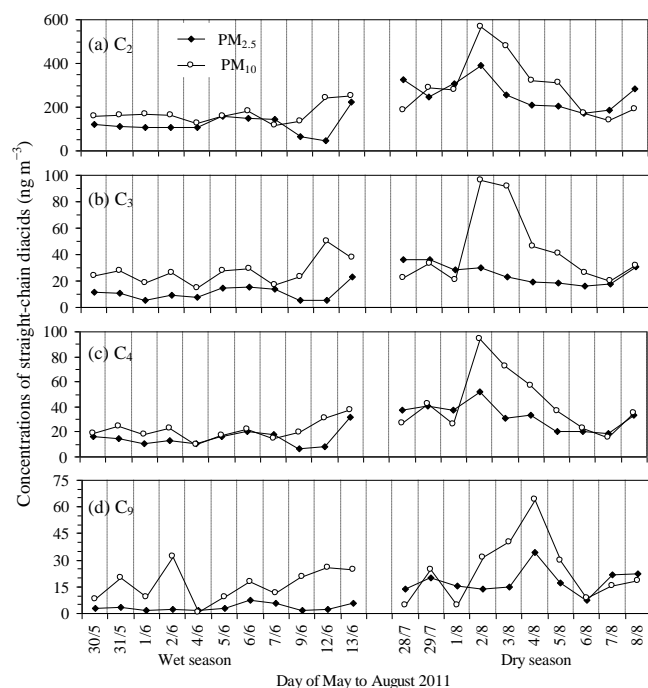 Concentrations of straight-chain diacids (ng m⁻³)
600
400
200
0
(a) C₂
PM₂.₅
PM₁₀
100
80
60
40
20
0
(b) C₃
100
80
60
40
20
0
(c) C₄
75
60
45
30
15
0
(d) C₉
30/5 31/5 1/6 2/6 4/6 5/6 6/6 7/6 9/6 12/6 13/6 28/7 29/7 1/8 2/8 3/8 4/8 5/8 6/8 7/8 8/8
Wet season Dry season
Day of May to August 2011